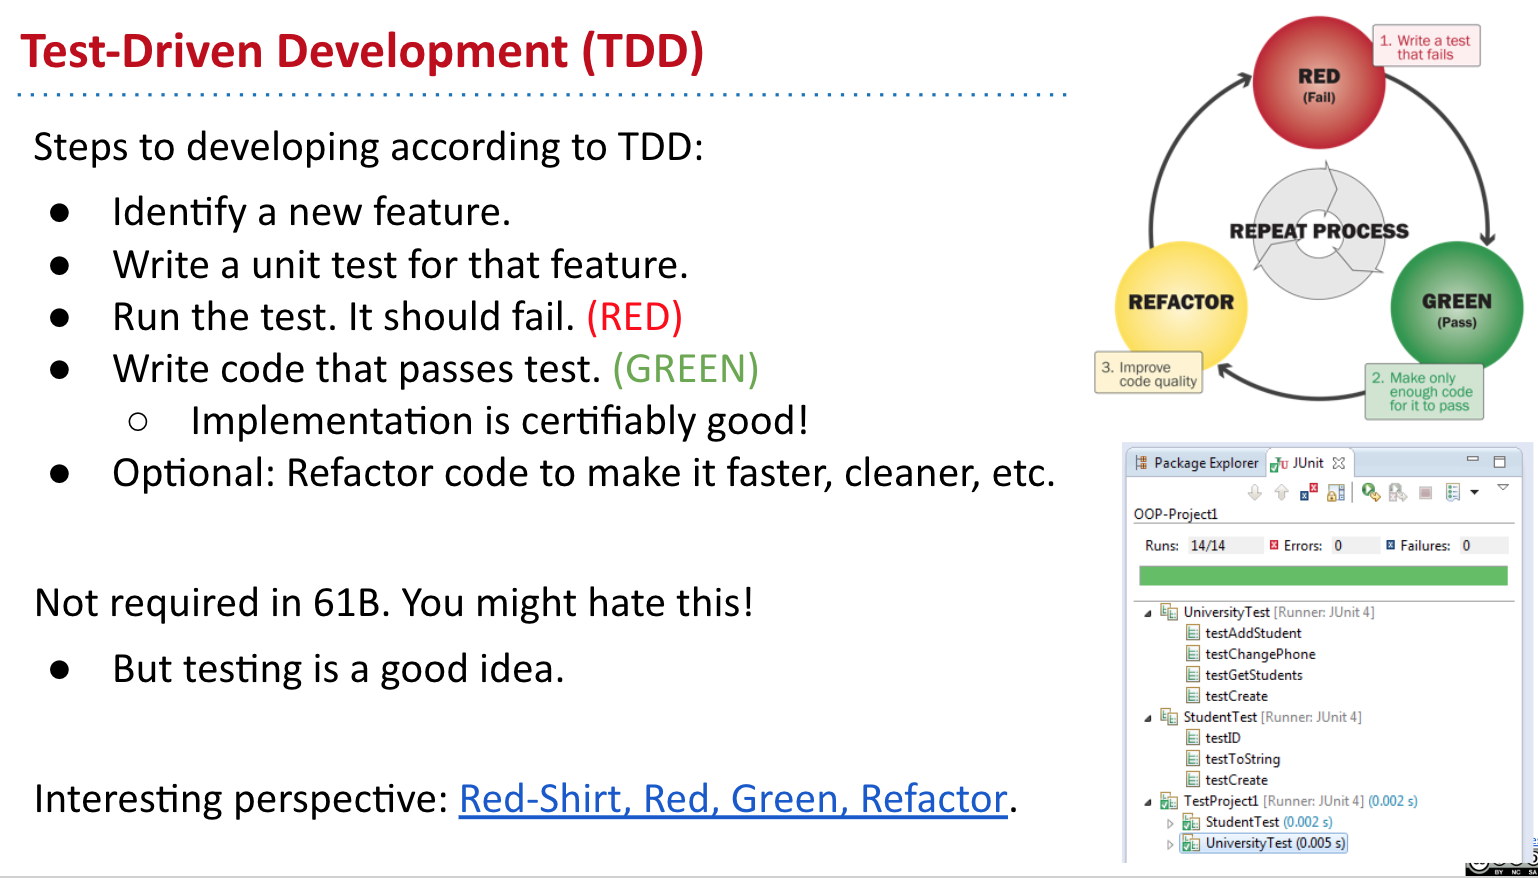 Test-Driven Development (TDD)
Steps to developing according to TDD:
● Identify a new feature.
● Write a unit test for that feature.
● Run the test. It should fail. (RED)
● Write code that passes test. (GREEN)
○ Implementation is certifiably good!
● Optional: Refactor code to make it faster, cleaner, etc.
Not required in 61B. You might hate this!
● But testing is a good idea.
Interesting perspective: Red-Shirt, Red, Green, Refactor.
1. Write a test
that fails
RED
(Fail)
REPEAT PROCESS
REFACTOR
GREEN
(Pass)
3. Improve
code quality
2. Make only
enough code
for it to pass
Package Explorer JUnit
OOP-Project1
Runs: 14/14 Errors: 0 Failures: 0
UniversityTest [Runner: JUnit 4]
testAddStudent
testChangePhone
testGetStudents
testCreate
StudentTest [Runner: JUnit 4]
testID
testToString
testCreate
TestProject1 [Runner: JUnit 4] (0.002 s)
StudentTest (0.002 s)
UniversityTest (0.005 s)
BY NC SA